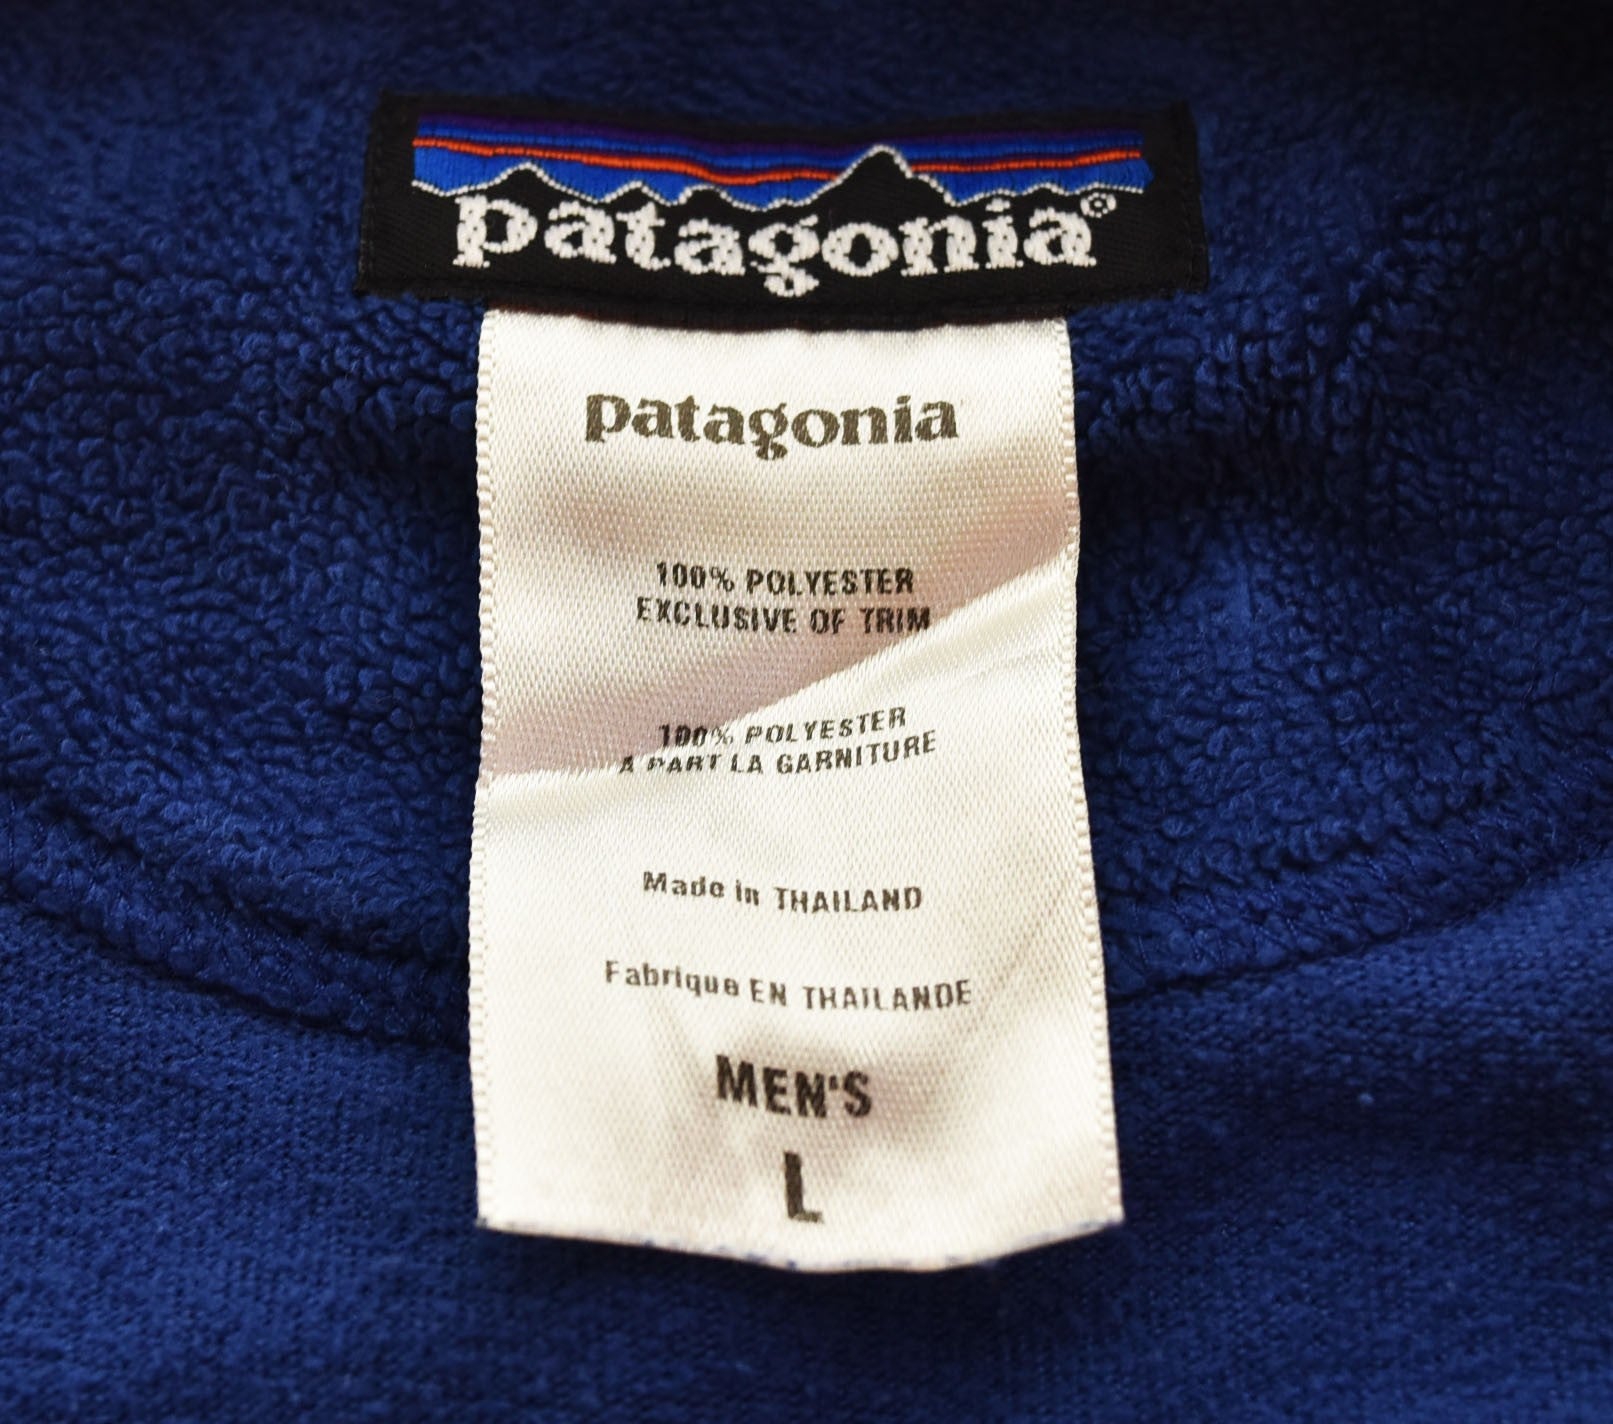 patagonia®
patagonia
100% POLYESTER
EXCLUSIVE OF TRIM
100% POLYESTER
A PART LA GARNITURE
Made in THAILAND
Fabrique EN THAILANDE
MEN'S
L